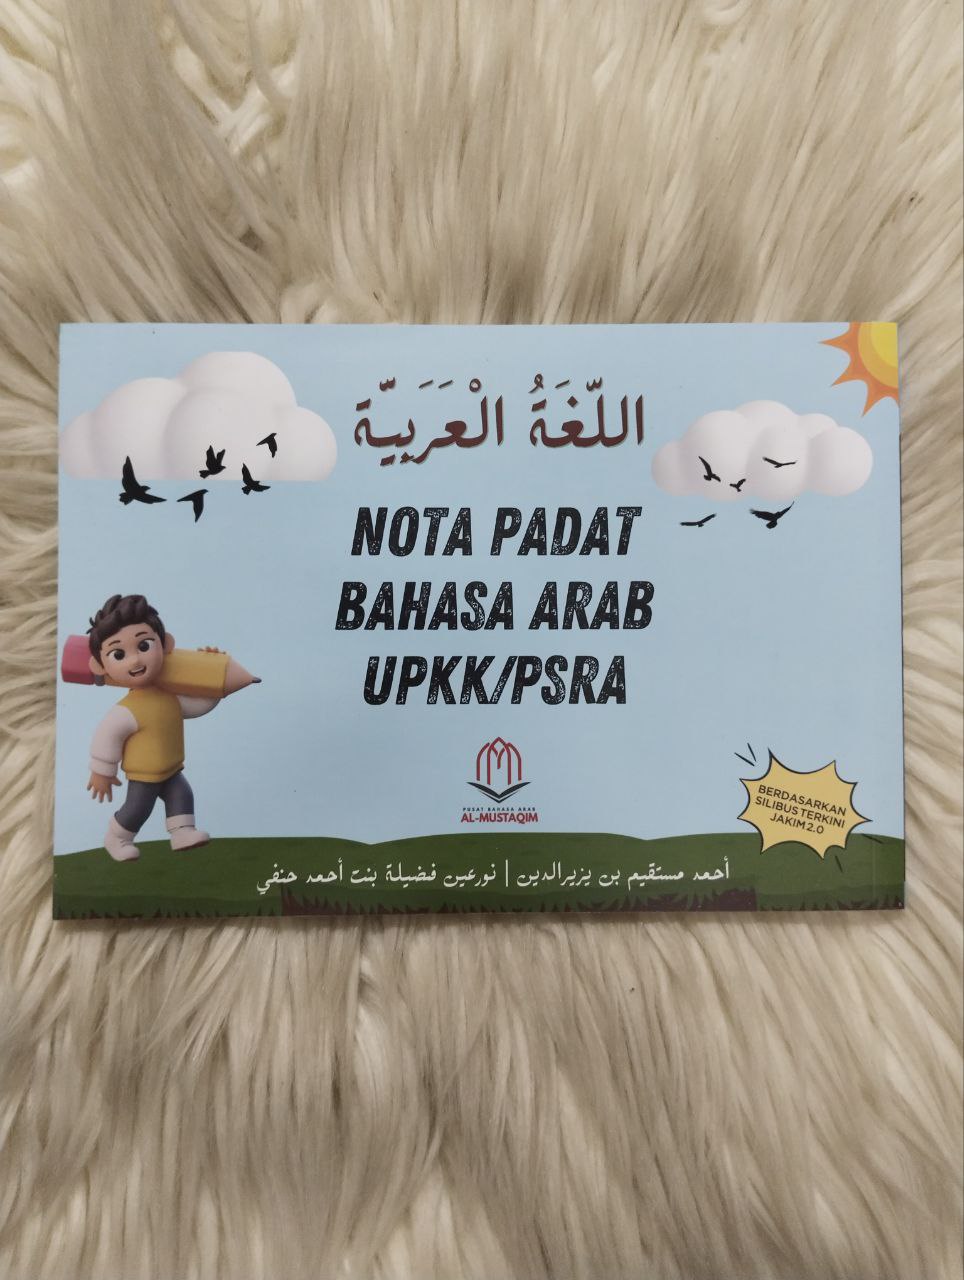 اللّغَةُ الْعَرَبِيَّة
NOTA PADAT
BAHASA ARAB
UPKK/PSRA
PUSAT BAHASA ARAB
AL-MUSTAQIM
BERDASARKAN
SILIBUS TERKINI
JAKIM 2.0
أحمد مستقيم بن يزيرالدين | نورعين فضيلة بنت أحمد حنفي